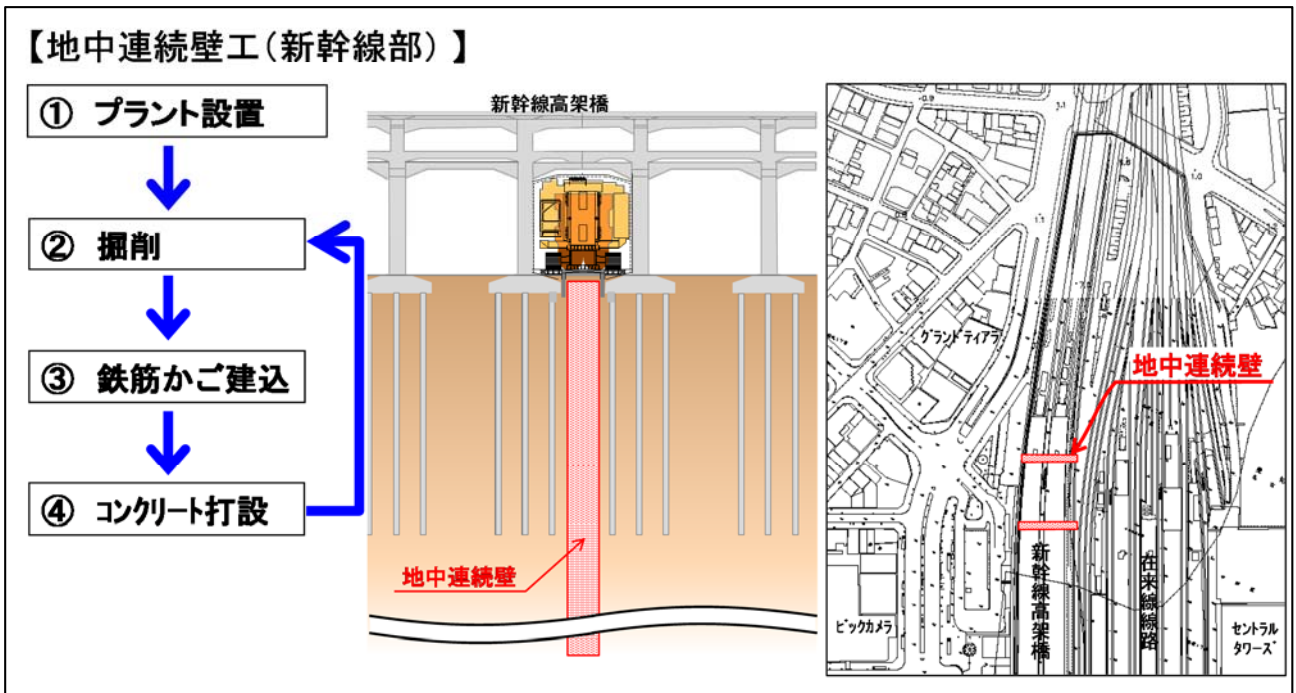 【地中連続壁工(新幹線部)】
① プラント設置
② 掘削
③ 鉄筋かご建込
④ コンクリート打設
新幹線高架橋
地中連続壁
グランドティアラ
地中連続壁
新幹線高架橋
在来線線路
ビックカメラ
セントラル
タワーズ